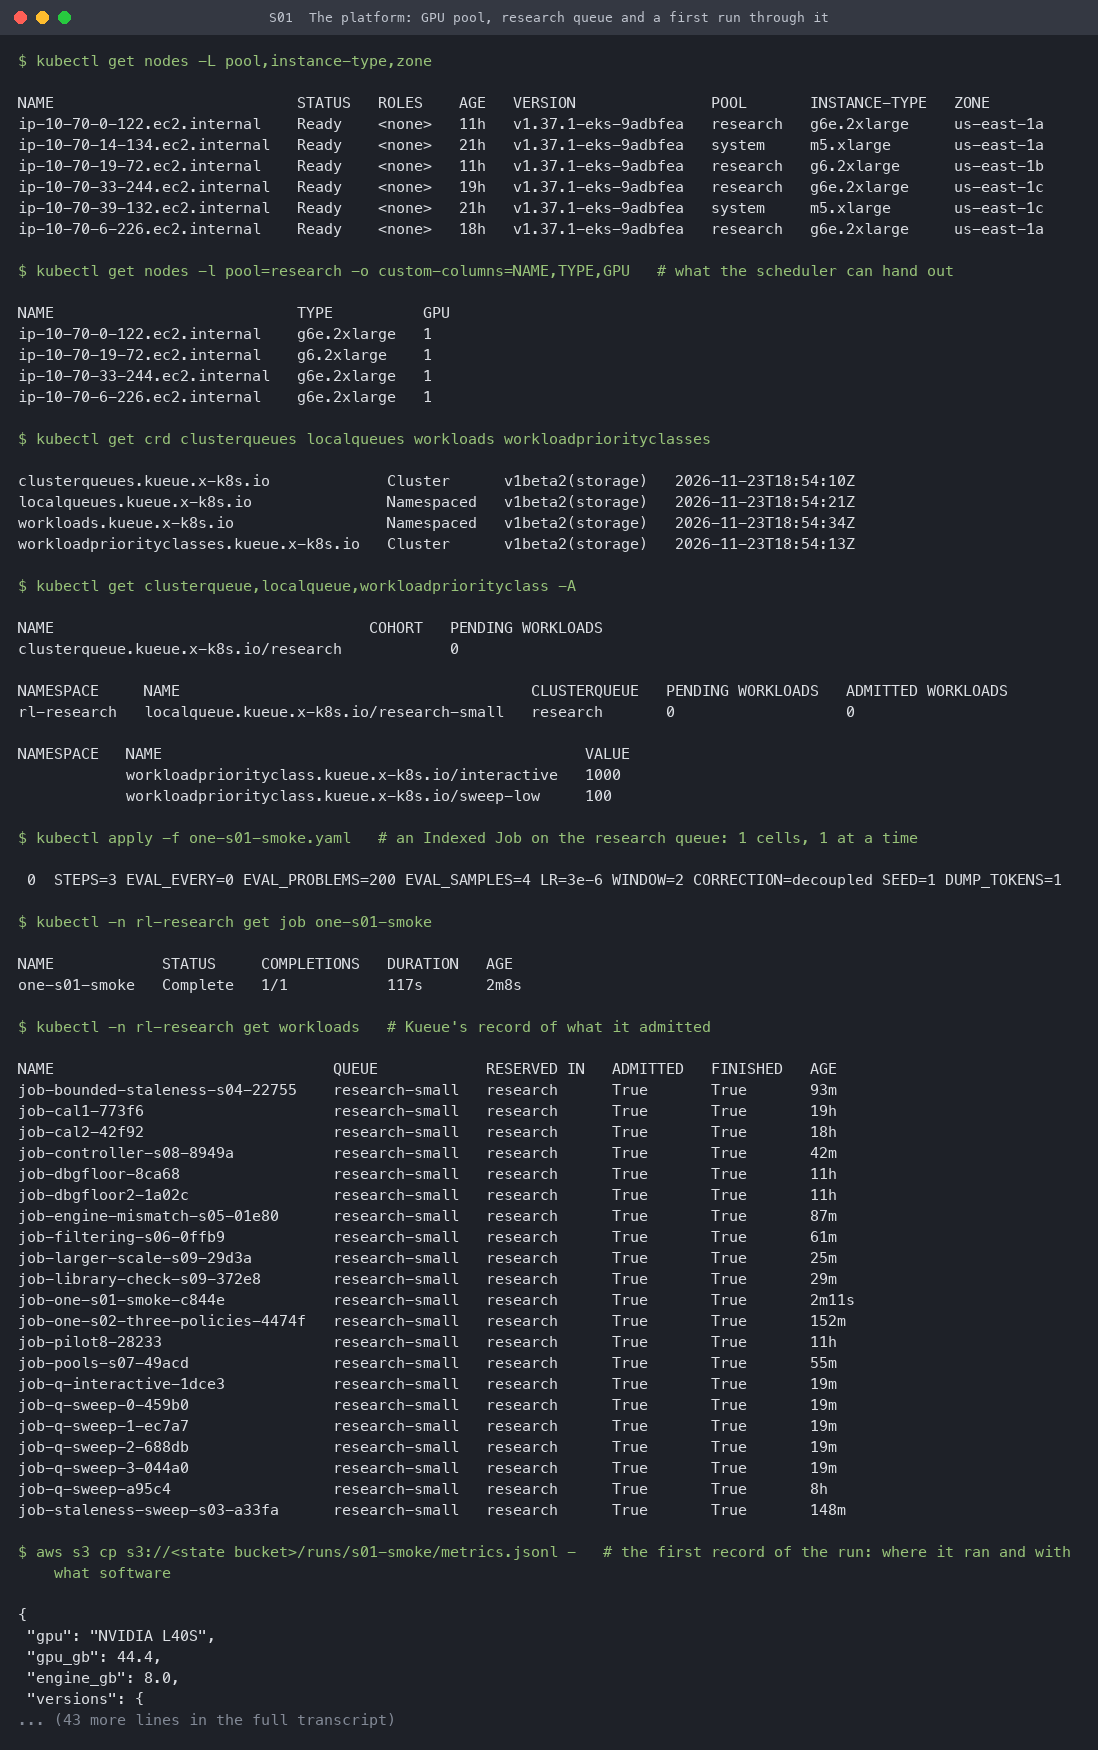 S01  The platform: GPU pool, research queue and a first run through it
$ kubectl get nodes -L pool,instance-type,zone
NAME                           STATUS   ROLES    AGE   VERSION               POOL       INSTANCE-TYPE   ZONE
ip-10-70-0-122.ec2.internal    Ready    <none>   11h   v1.37.1-eks-9adbfea   research   g6e.2xlarge     us-east-1a
ip-10-70-14-134.ec2.internal   Ready    <none>   21h   v1.37.1-eks-9adbfea   system     m5.xlarge       us-east-1a
ip-10-70-19-72.ec2.internal    Ready    <none>   11h   v1.37.1-eks-9adbfea   research   g6.2xlarge      us-east-1b
ip-10-70-33-244.ec2.internal   Ready    <none>   19h   v1.37.1-eks-9adbfea   research   g6e.2xlarge     us-east-1c
ip-10-70-39-132.ec2.internal   Ready    <none>   21h   v1.37.1-eks-9adbfea   system     m5.xlarge       us-east-1c
ip-10-70-6-226.ec2.internal    Ready    <none>   18h   v1.37.1-eks-9adbfea   research   g6e.2xlarge     us-east-1a
$ kubectl get nodes -l pool=research -o custom-columns=NAME,TYPE,GPU   # what the scheduler can hand out
NAME                           TYPE          GPU
ip-10-70-0-122.ec2.internal    g6e.2xlarge   1
ip-10-70-19-72.ec2.internal    g6.2xlarge    1
ip-10-70-33-244.ec2.internal   g6e.2xlarge   1
ip-10-70-6-226.ec2.internal    g6e.2xlarge   1
$ kubectl get crd clusterqueues localqueues workloads workloadpriorityclasses
clusterqueues.kueue.x-k8s.io             Cluster      v1beta2(storage)   2026-11-23T18:54:10Z
localqueues.kueue.x-k8s.io               Namespaced   v1beta2(storage)   2026-11-23T18:54:21Z
workloads.kueue.x-k8s.io                 Namespaced   v1beta2(storage)   2026-11-23T18:54:34Z
workloadpriorityclasses.kueue.x-k8s.io   Cluster      v1beta2(storage)   2026-11-23T18:54:13Z
$ kubectl get clusterqueue,localqueue,workloadpriorityclass -A
NAME                                   COHORT   PENDING WORKLOADS
clusterqueue.kueue.x-k8s.io/research            0
NAMESPACE     NAME                                       CLUSTERQUEUE   PENDING WORKLOADS   ADMITTED WORKLOADS
rl-research   localqueue.kueue.x-k8s.io/research-small   research       0                   0
NAMESPACE   NAME                                               VALUE
            workloadpriorityclass.kueue.x-k8s.io/interactive   1000
            workloadpriorityclass.kueue.x-k8s.io/sweep-low     100
$ kubectl apply -f one-s01-smoke.yaml   # an Indexed Job on the research queue: 1 cells, 1 at a time
 0  STEPS=3 EVAL_EVERY=0 EVAL_PROBLEMS=200 EVAL_SAMPLES=4 LR=3e-6 WINDOW=2 CORRECTION=decoupled SEED=1 DUMP_TOKENS=1
$ kubectl -n rl-research get job one-s01-smoke
NAME            STATUS     COMPLETIONS   DURATION   AGE
one-s01-smoke   Complete   1/1           117s       2m8s
$ kubectl -n rl-research get workloads   # Kueue's record of what it admitted
NAME                               QUEUE            RESERVED IN   ADMITTED   FINISHED   AGE
job-bounded-staleness-s04-22755    research-small   research      True       True       93m
job-cal1-773f6                     research-small   research      True       True       19h
job-cal2-42f92                     research-small   research      True       True       18h
job-controller-s08-8949a           research-small   research      True       True       42m
job-dbgfloor-8ca68                 research-small   research      True       True       11h
job-dbgfloor2-1a02c                research-small   research      True       True       11h
job-engine-mismatch-s05-01e80      research-small   research      True       True       87m
job-filtering-s06-0ffb9            research-small   research      True       True       61m
job-larger-scale-s09-29d3a         research-small   research      True       True       25m
job-library-check-s09-372e8        research-small   research      True       True       29m
job-one-s01-smoke-c844e            research-small   research      True       True       2m11s
job-one-s02-three-policies-4474f   research-small   research      True       True       152m
job-pilot8-28233                   research-small   research      True       True       11h
job-pools-s07-49acd                research-small   research      True       True       55m
job-q-interactive-1dce3            research-small   research      True       True       19m
job-q-sweep-0-459b0                research-small   research      True       True       19m
job-q-sweep-1-ec7a7                research-small   research      True       True       19m
job-q-sweep-2-688db                research-small   research      True       True       19m
job-q-sweep-3-044a0                research-small   research      True       True       19m
job-q-sweep-a95c4                  research-small   research      True       True       8h
job-staleness-sweep-s03-a33fa      research-small   research      True       True       148m
$ aws s3 cp s3://<state bucket>/runs/s01-smoke/metrics.jsonl -   # the first record of the run: where it ran and with
    what software
{
 "gpu": "NVIDIA L40S",
 "gpu_gb": 44.4,
 "engine_gb": 8.0,
 "versions": {
... (43 more lines in the full transcript)